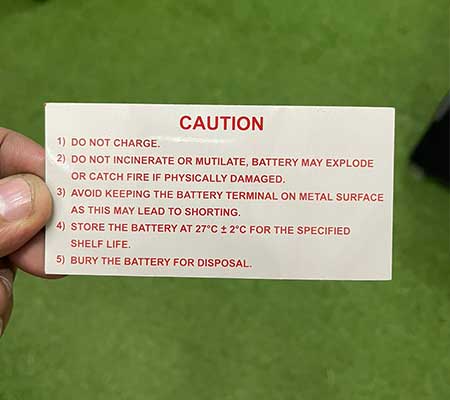 CAUTION
1) DO NOT CHARGE.
2) DO NOT INCINERATE OR MUTILATE, BATTERY MAY EXPLODE
OR CATCH FIRE IF PHYSICALLY DAMAGED.
3) AVOID KEEPING THE BATTERY TERMINAL ON METAL SURFACE
AS THIS MAY LEAD TO SHORTING.
4) STORE THE BATTERY AT 27°C ± 2°C FOR THE SPECIFIED
SHELF LIFE.
5) BURY THE BATTERY FOR DISPOSAL.